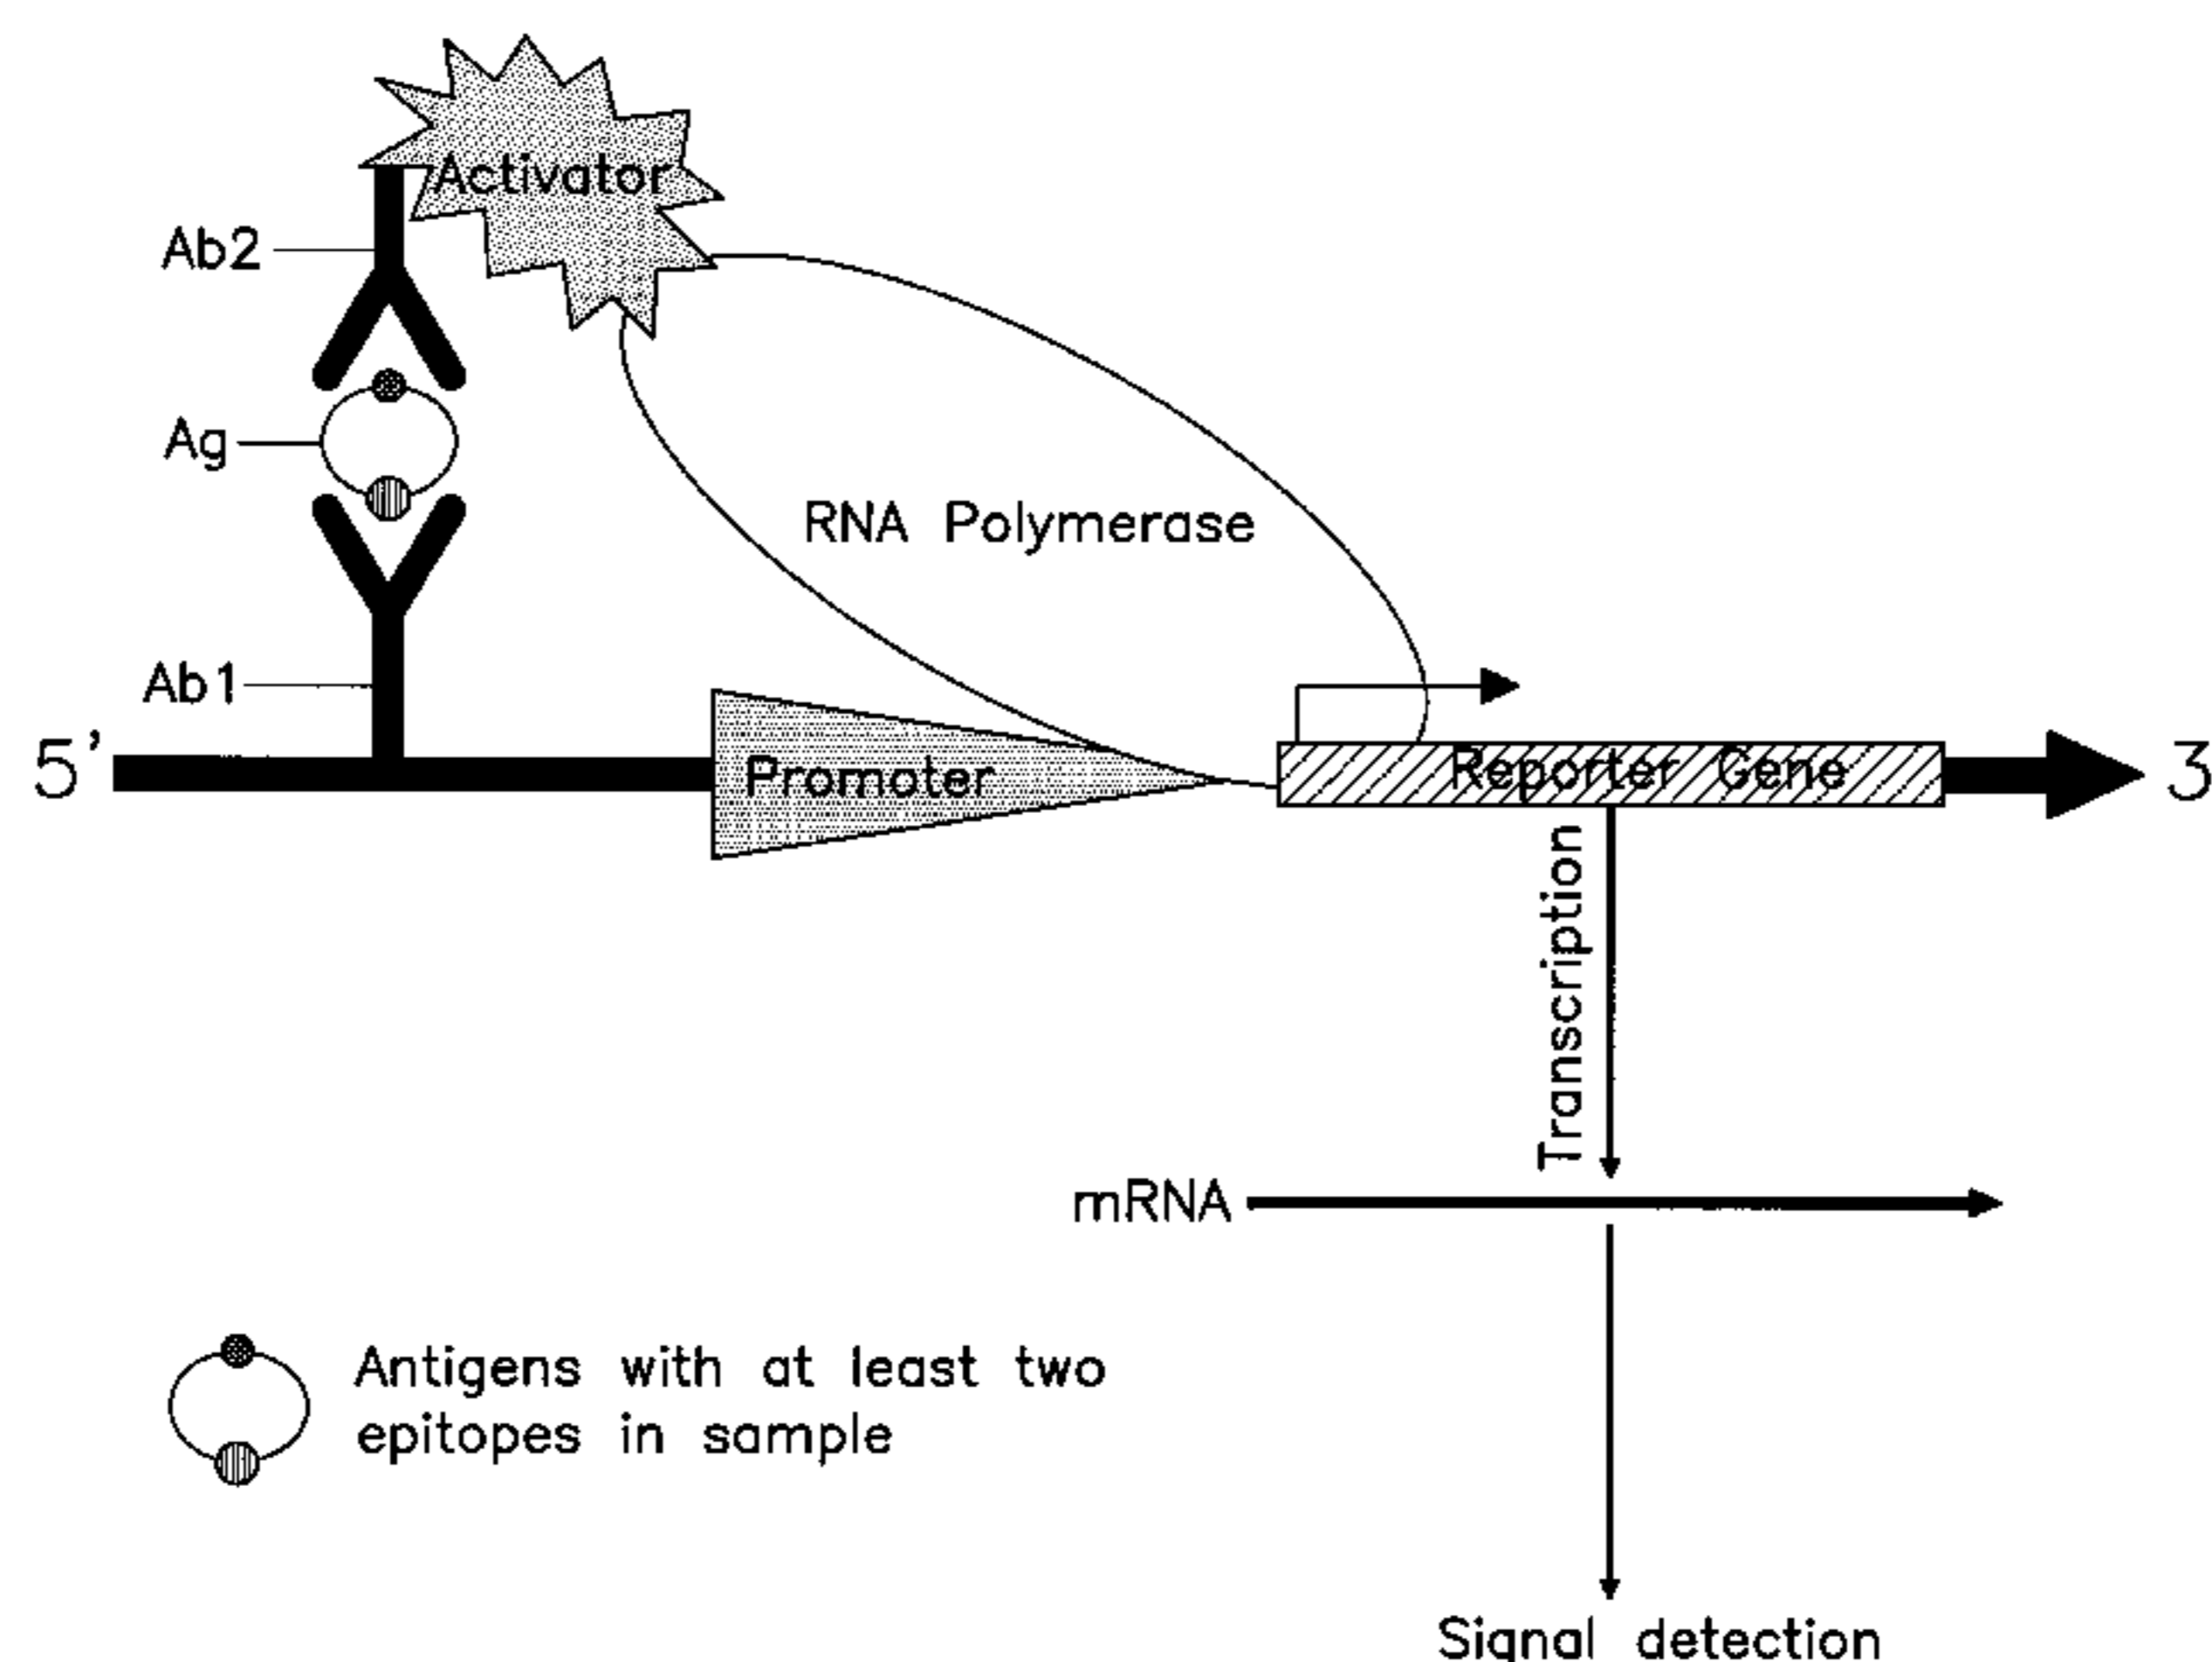 Activator
Ab2
Ag
RNA Polymerase
Ab1
5'
Promoter
Reporter Gene
3
Transcription
mRNA
Antigens with at least two
epitopes in sample
Signal detection